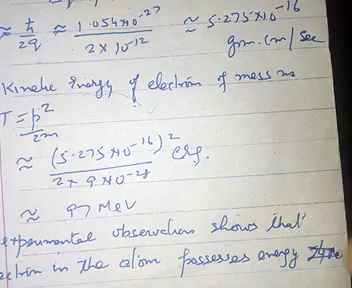 ≈ ħ/2q ≈ 1.054×10⁻²⁷ / 2×10⁻¹² ≈ 5.275×10⁻¹⁶
gm.cm/sec
Kinetic Energy of electron of mass m
T = p²/2m
≈ (5.275×10⁻¹⁶)² / 2×9×10⁻²⁸ erg.
≈ 97 MeV
experimental observation shows that
electron in the atom possesses energy